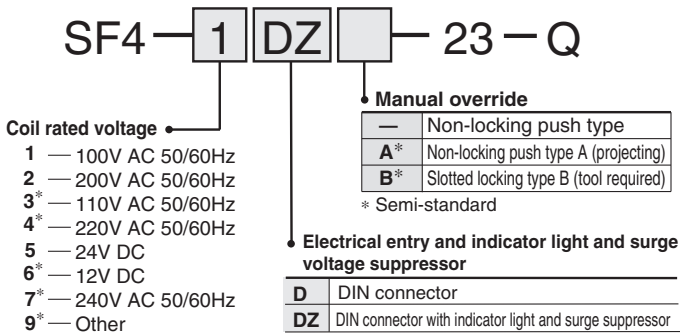 SF4 — 1 DZ — 23 — Q
Coil rated voltage
1 — 100V AC 50/60Hz
2 — 200V AC 50/60Hz
3* — 110V AC 50/60Hz
4* — 220V AC 50/60Hz
5 — 24V DC
6* — 12V DC
7* — 240V AC 50/60Hz
9* — Other
Manual override
— Non-locking push type
A* Non-locking push type A (projecting)
B* Slotted locking type B (tool required)
* Semi-standard
Electrical entry and indicator light and surge
voltage suppressor
D DIN connector
DZ DIN connector with indicator light and surge suppressor